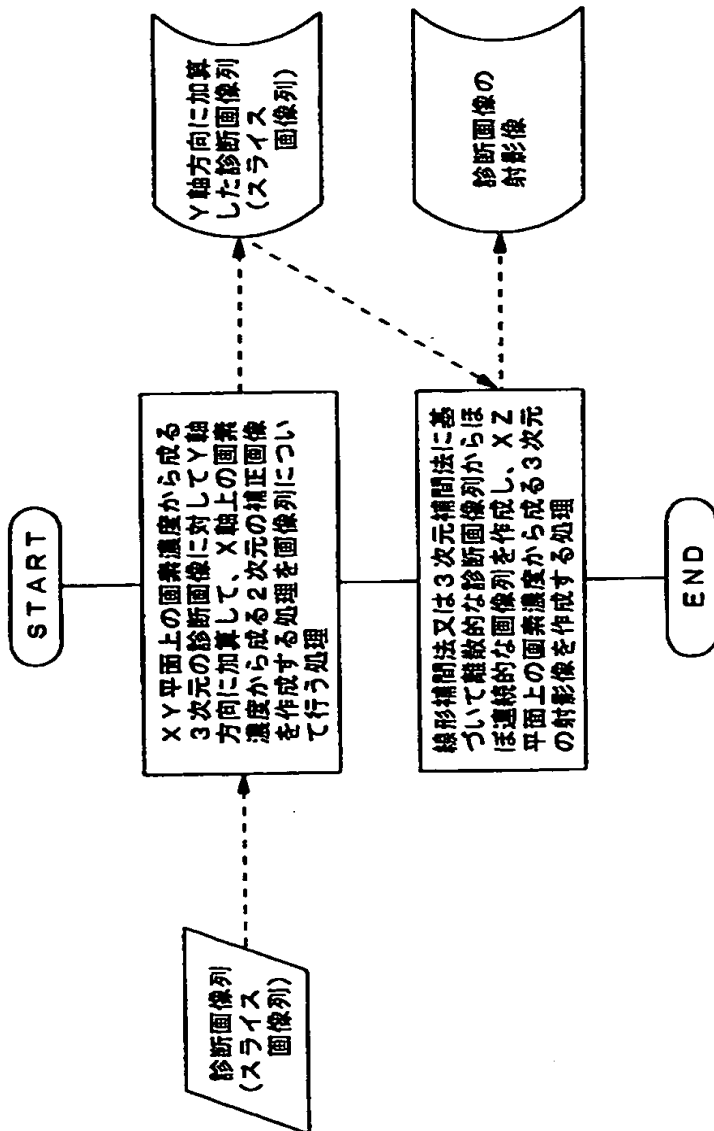 START
診断画像列
(スライス
画像列)
XY平面上の画素濃度から成る
3次元の診断画像に対してY軸
方向に加算して、X軸上の画素
濃度から成る2次元の補正画像
を作成する処理を画像列につい
て行う処理
Y軸方向に加算
した診断画像列
(スライス
画像列)
線形補間法又は3次元補間法に基
づいて離散的な診断画像列からほ
ぼ連続的な画像列を作成し、XZ
平面上の画素濃度から成る3次元
の射影像を作成する処理
診断画像の
射影像
END